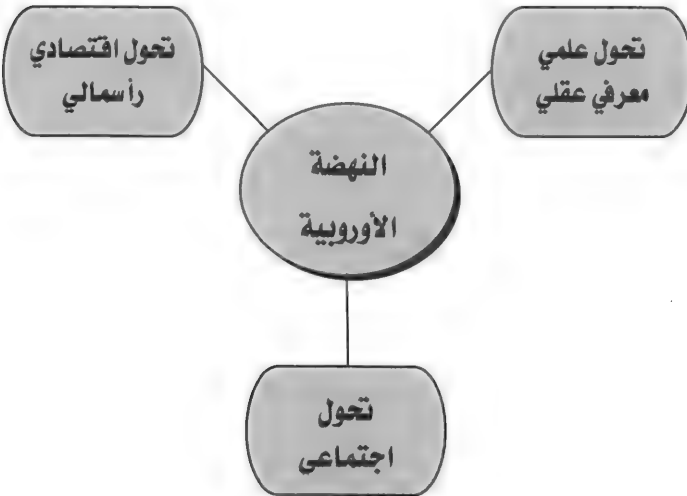 تحول علمي
معرفي عقلي
تحول اقتصادي
رأسمالي
النهضة
الأوروبية
تحول
اجتماعي